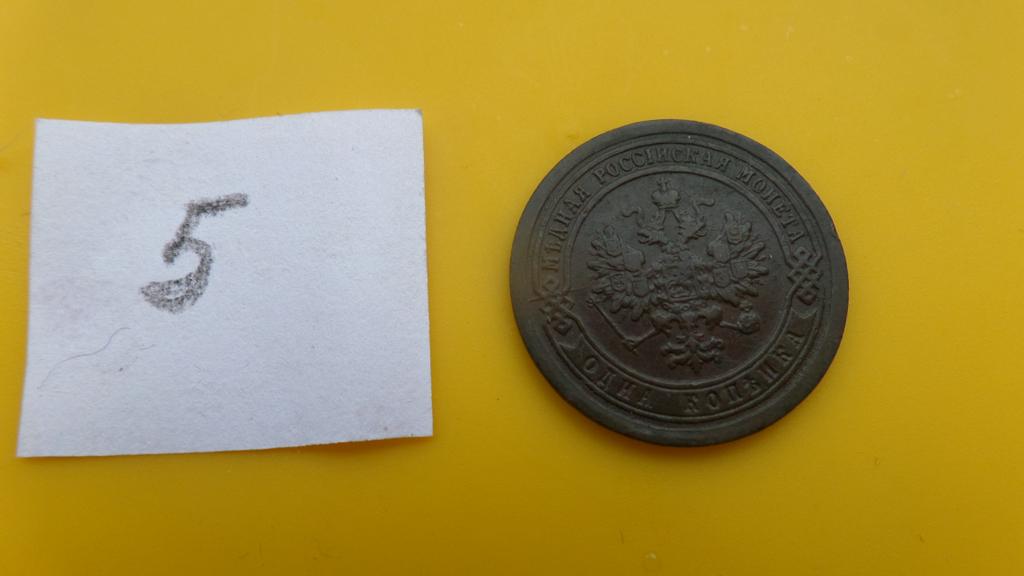 5
МѢДНАЯ РОССІЙСКАЯ МОНЕТА
ОДНА КОПѢЙКА